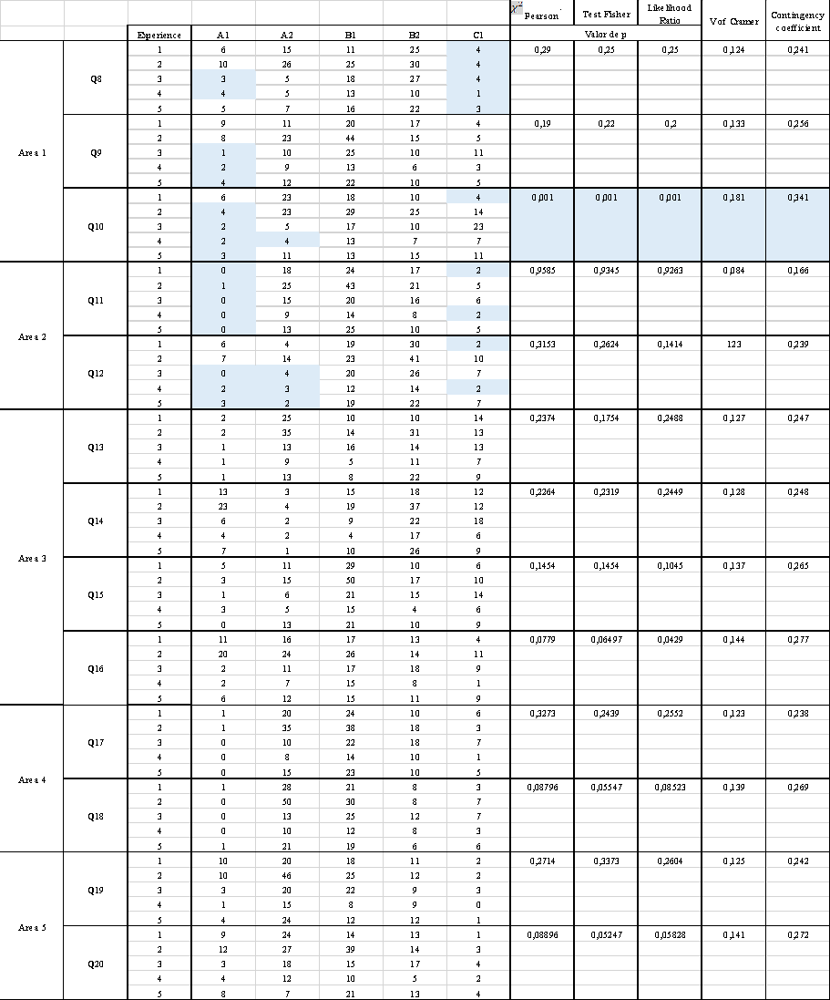 χ² Pearson Test Fisher Likelihood Ratio V of Cramer Contingency coefficient
Experience A1 A2 B1 B2 C1 Valor de p
Area 1 Q8 1 6 15 11 25 4 0,29 0,25 0,25 0,124 0,241
2 10 26 25 30 4
3 3 5 18 27 4
4 4 5 13 10 1
5 5 7 16 22 3
Q9 1 9 11 20 17 4 0,19 0,22 0,2 0,133 0,256
2 8 23 44 15 5
3 1 10 25 10 11
4 2 9 13 6 3
5 4 12 22 10 5
Q10 1 6 23 18 10 4 0,001 0,001 0,001 0,181 0,341
2 4 23 29 25 14
3 2 5 17 10 23
4 2 4 13 7 7
5 3 11 13 15 11
Area 2 Q11 1 0 18 24 17 2 0,9585 0,9345 0,9263 0,084 0,166
2 1 25 43 21 5
3 0 15 20 16 6
4 0 9 14 8 2
5 0 13 25 10 5
Q12 1 6 4 19 30 2 0,3153 0,2624 0,1414 123 0,239
2 7 14 23 41 10
3 0 4 20 26 7
4 2 3 12 14 2
5 3 2 19 22 7
Area 3 Q13 1 2 25 10 10 14 0,2374 0,1754 0,2488 0,127 0,247
2 2 35 14 31 13
3 1 13 16 14 13
4 1 9 5 11 7
5 1 13 8 22 9
Q14 1 13 3 15 18 12 0,2264 0,2319 0,2449 0,128 0,248
2 23 4 19 37 12
3 6 2 9 22 18
4 4 2 4 17 6
5 7 1 10 26 9
Q15 1 5 11 29 10 6 0,1454 0,1454 0,1045 0,137 0,265
2 3 15 50 17 10
3 1 6 21 15 14
4 3 5 15 4 6
5 0 13 21 10 9
Q16 1 11 16 17 13 4 0,0779 0,06497 0,0429 0,144 0,277
2 20 24 26 14 11
3 2 11 17 18 9
4 2 7 15 8 1
5 6 12 15 11 9
Area 4 Q17 1 1 20 24 10 6 0,3273 0,2439 0,2552 0,123 0,238
2 1 35 38 18 3
3 0 10 22 18 7
4 0 8 14 10 1
5 0 15 23 10 5
Q18 1 1 28 21 8 3 0,08796 0,05547 0,08523 0,139 0,269
2 0 50 30 8 7
3 0 13 25 12 7
4 0 10 12 8 3
5 1 21 19 6 6
Area 5 Q19 1 10 20 18 11 2 0,2714 0,3373 0,2604 0,125 0,242
2 10 46 25 12 2
3 3 20 22 9 3
4 1 15 8 9 0
5 4 24 12 12 1
Q20 1 9 24 14 13 1 0,08896 0,05247 0,05828 0,141 0,272
2 12 27 39 14 3
3 3 18 15 17 4
4 4 12 10 5 2
5 8 7 21 13 4